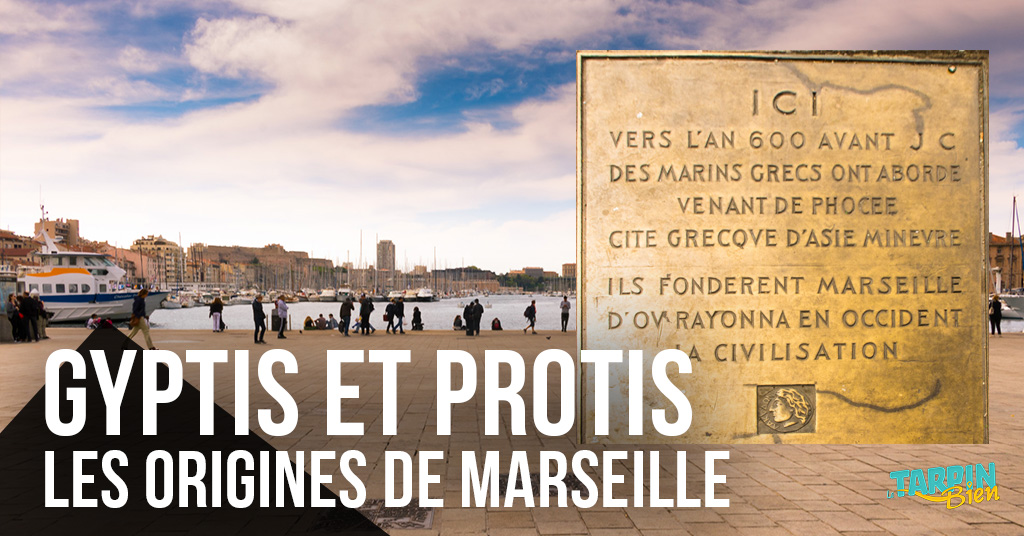 ICI
VERS L'AN 600 AVANT J C
DES MARINS GRECS ONT ABORDE
VENANT DE PHOCEE
CITE GRECQVE D'ASIE MINEVRE
ILS FONDERENT MARSEILLE
D'OV RAYONNA EN OCCIDENT
LA CIVILISATION
GYPTIS ET PROTIS
LES ORIGINES DE MARSEILLE
TARPIN
Bien